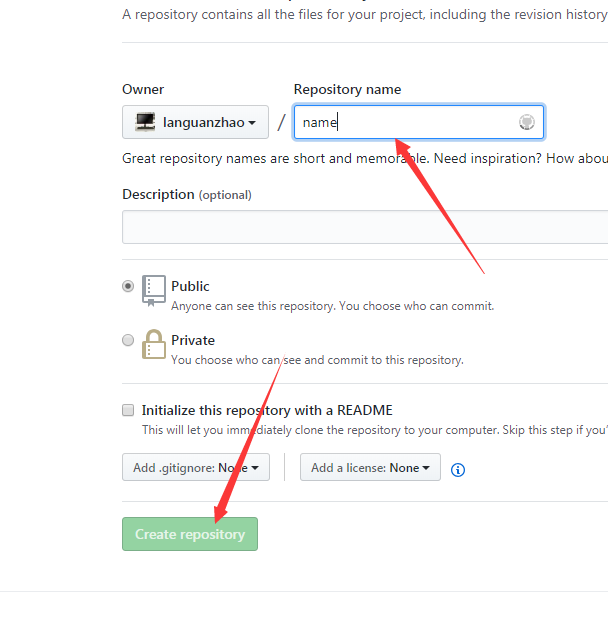 A repository contains all the files for your project, including the revision history
Owner
Repository name
languanzhao
/
name
Great repository names are short and memorable. Need inspiration? How abou
Description (optional)
Public
Anyone can see this repository. You choose who can commit.
Private
You choose who can see and commit to this repository.
Initialize this repository with a README
This will let you immediately clone the repository to your computer. Skip this step if you'
Add .gitignore: None
Add a license: None
Create repository